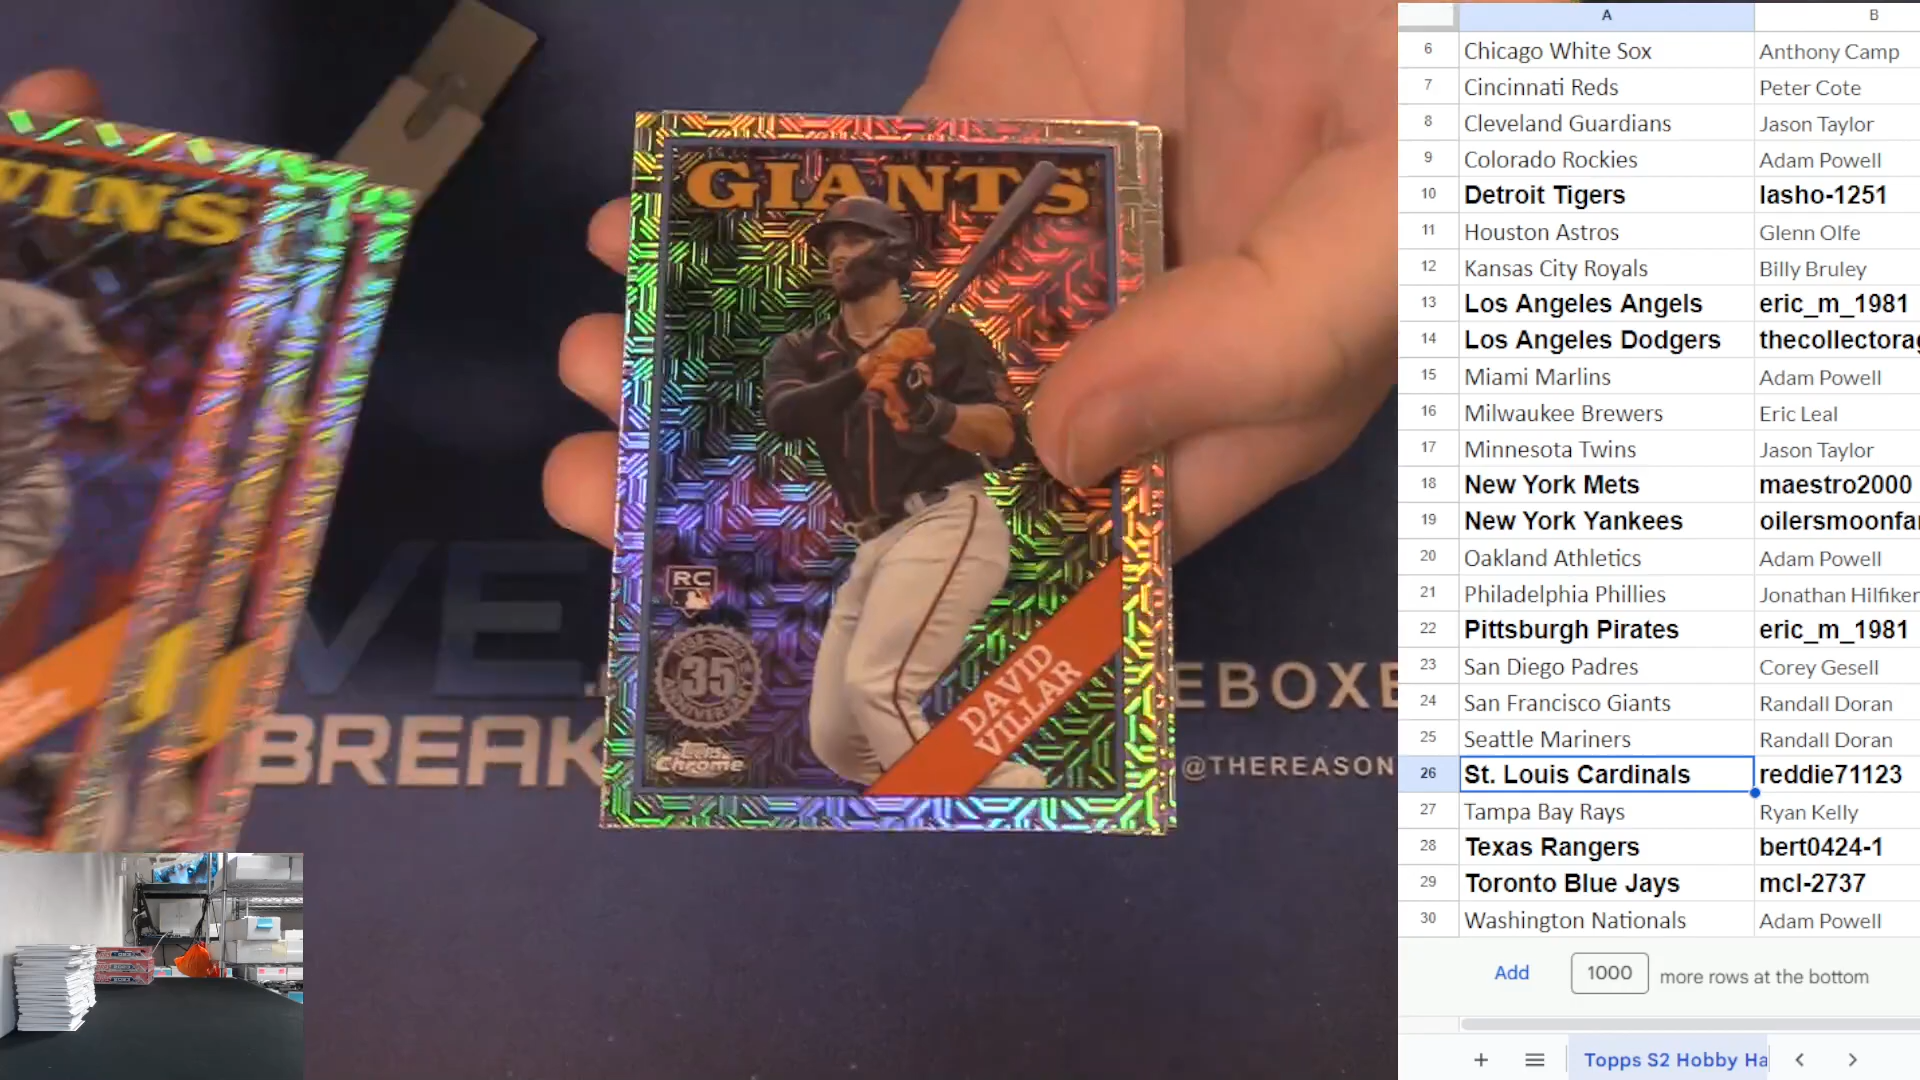 GIANTS
RC
35
Topps
Chrome
DAVID
VILLAR
WINS
BREAK
EBOXE
@THEREASON
A B
6 Chicago White Sox Anthony Camp
7 Cincinnati Reds Peter Cote
8 Cleveland Guardians Jason Taylor
9 Colorado Rockies Adam Powell
10 Detroit Tigers lasho-1251
11 Houston Astros Glenn Olfe
12 Kansas City Royals Billy Bruley
13 Los Angeles Angels eric_m_1981
14 Los Angeles Dodgers thecollectorag
15 Miami Marlins Adam Powell
16 Milwaukee Brewers Eric Leal
17 Minnesota Twins Jason Taylor
18 New York Mets maestro2000
19 New York Yankees oilersmoonfa
20 Oakland Athletics Adam Powell
21 Philadelphia Phillies Jonathan Hilfiker
22 Pittsburgh Pirates eric_m_1981
23 San Diego Padres Corey Gesell
24 San Francisco Giants Randall Doran
25 Seattle Mariners Randall Doran
26 St. Louis Cardinals reddie71123
27 Tampa Bay Rays Ryan Kelly
28 Texas Rangers bert0424-1
29 Toronto Blue Jays mcl-2737
30 Washington Nationals Adam Powell
Add 1000 more rows at the bottom
Topps S2 Hobby Ha